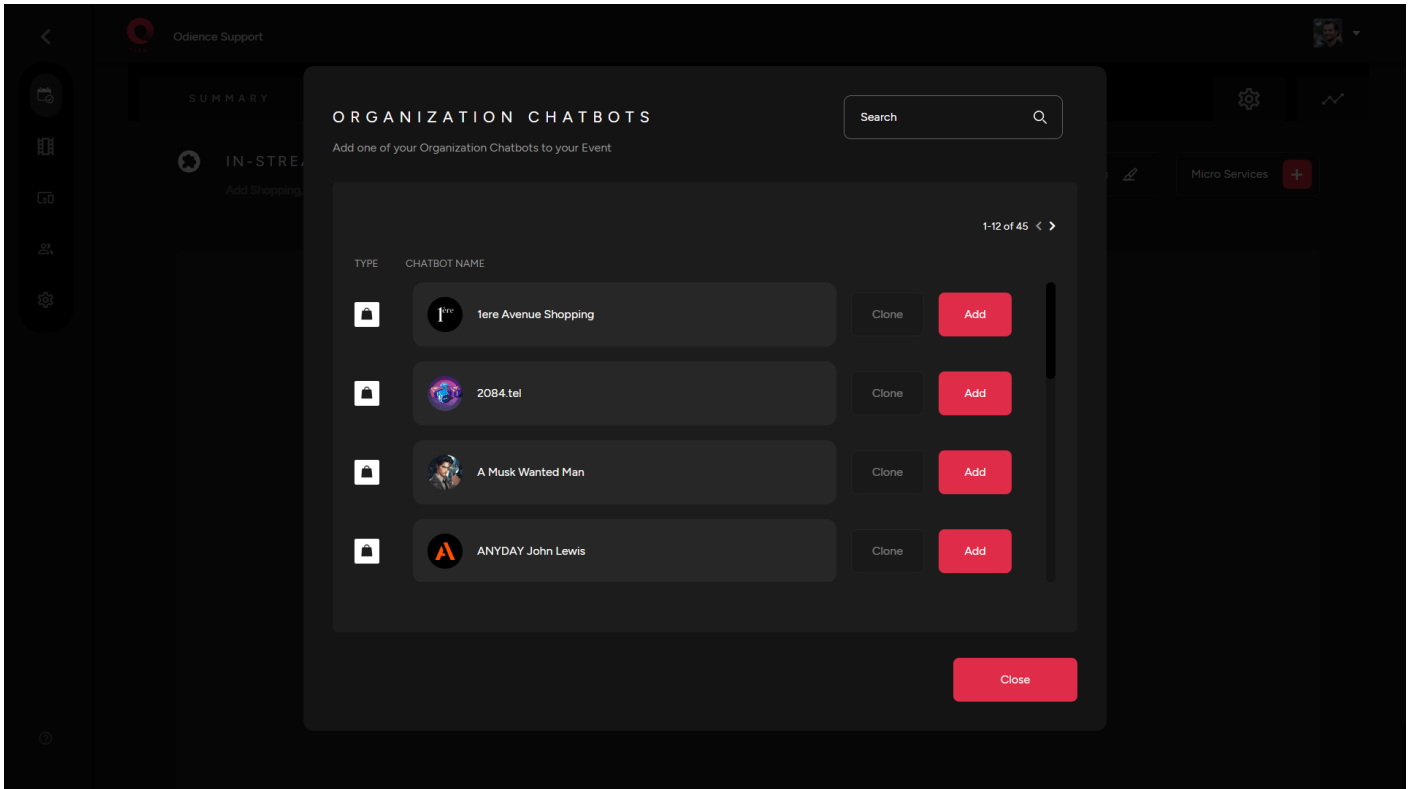 Odience Support
SUMMARY
ORGANIZATION CHATBOTS
Search
Add one of your Organization Chatbots to your Event
IN-STREA
Add Shopping,
Micro Services
1-12 of 45
TYPE
CHATBOT NAME
1ère
1ere Avenue Shopping
Clone
Add
2084.tel
Clone
Add
A Musk Wanted Man
Clone
Add
ANYDAY John Lewis
Clone
Add
Close